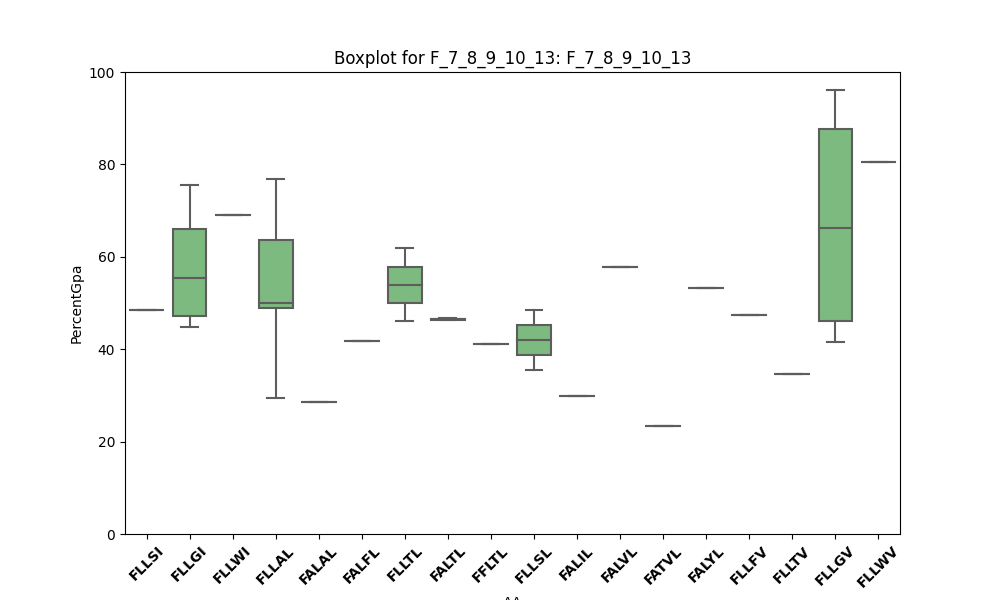 Boxplot for F_7_8_9_10_13: F_7_8_9_10_13
100
80
60
40
20
0
PercentGpa
FLLSI FLLGI FLLWI FLLAL FALAL FALFL FLLTL FALTL FFLTL FLLSL FALIL FALVL FATVL FALYL FLLFV FLLTV FLLGV FLLWV